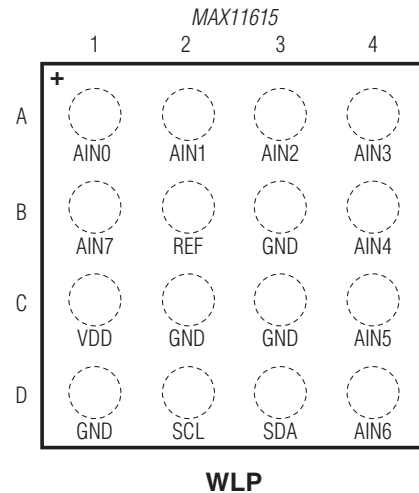 MAX11615
1 2 3 4
+
A
AIN0 AIN1 AIN2 AIN3
B
AIN7 REF GND AIN4
C
VDD GND GND AIN5
D
GND SCL SDA AIN6
WLP